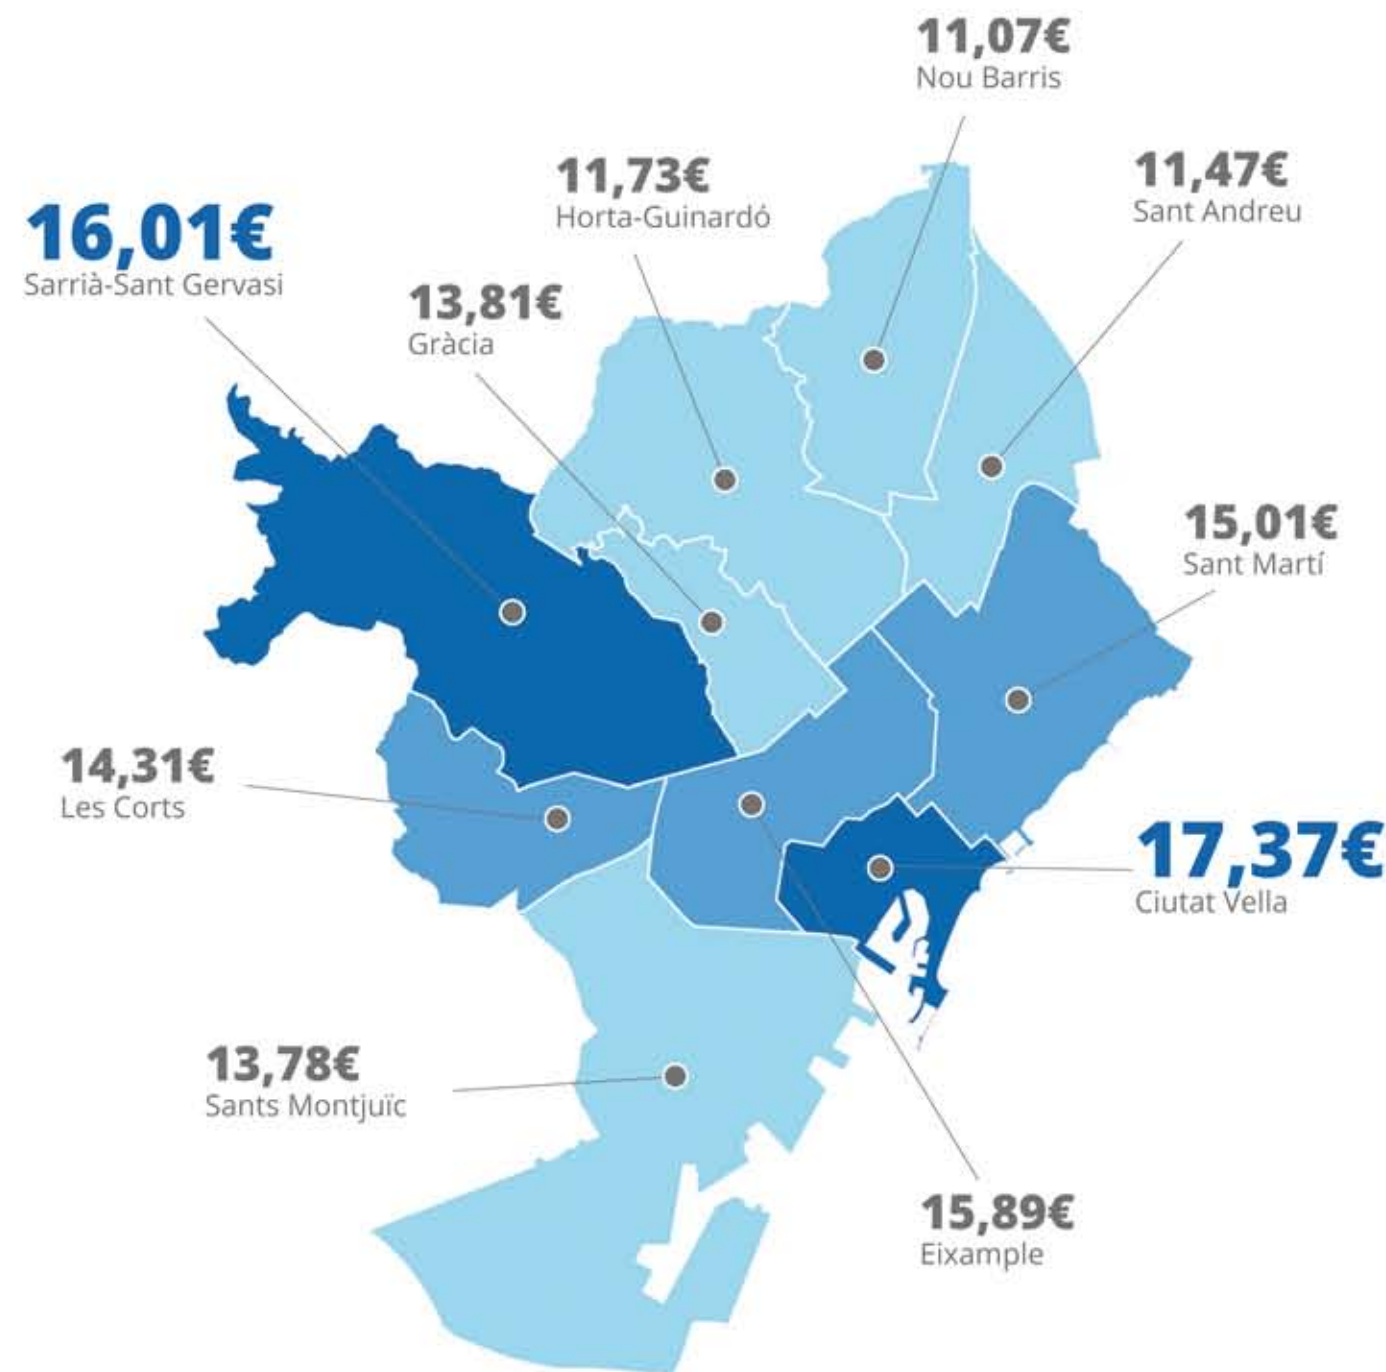 11,07€
Nou Barris
11,73€
Horta-Guinardó
11,47€
Sant Andreu
16,01€
Sarrià-Sant Gervasi
13,81€
Gràcia
15,01€
Sant Martí
14,31€
Les Corts
17,37€
Ciutat Vella
13,78€
Sants Montjuïc
15,89€
Eixample